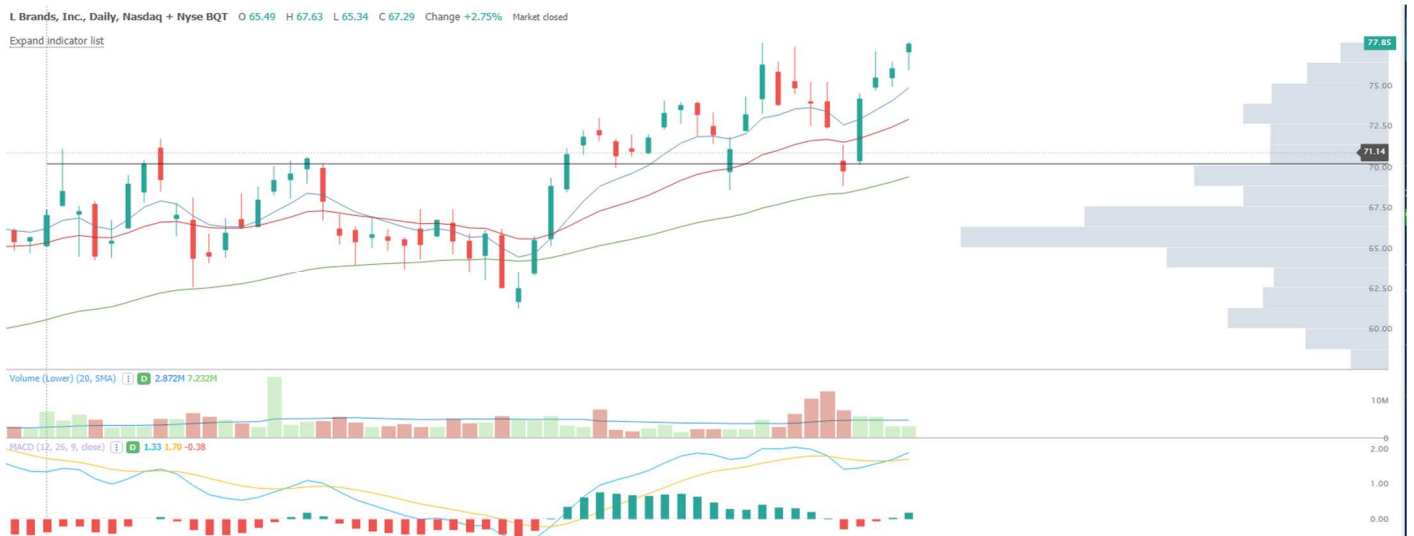 L Brands, Inc., Daily, Nasdaq + Nyse BQT O 65.49 H 67.63 L 65.34 C 67.29 Change +2.75% Market closed
Expand indicator list
77.85
75.00
72.50
71.14
70.00
67.50
65.00
62.50
60.00
Volume (Lower) (20, SMA) D 2.872M 7.232M
10M
0
MACD (12, 26, 9, close) D 1.33 1.70 -0.38
2.00
1.00
0.00